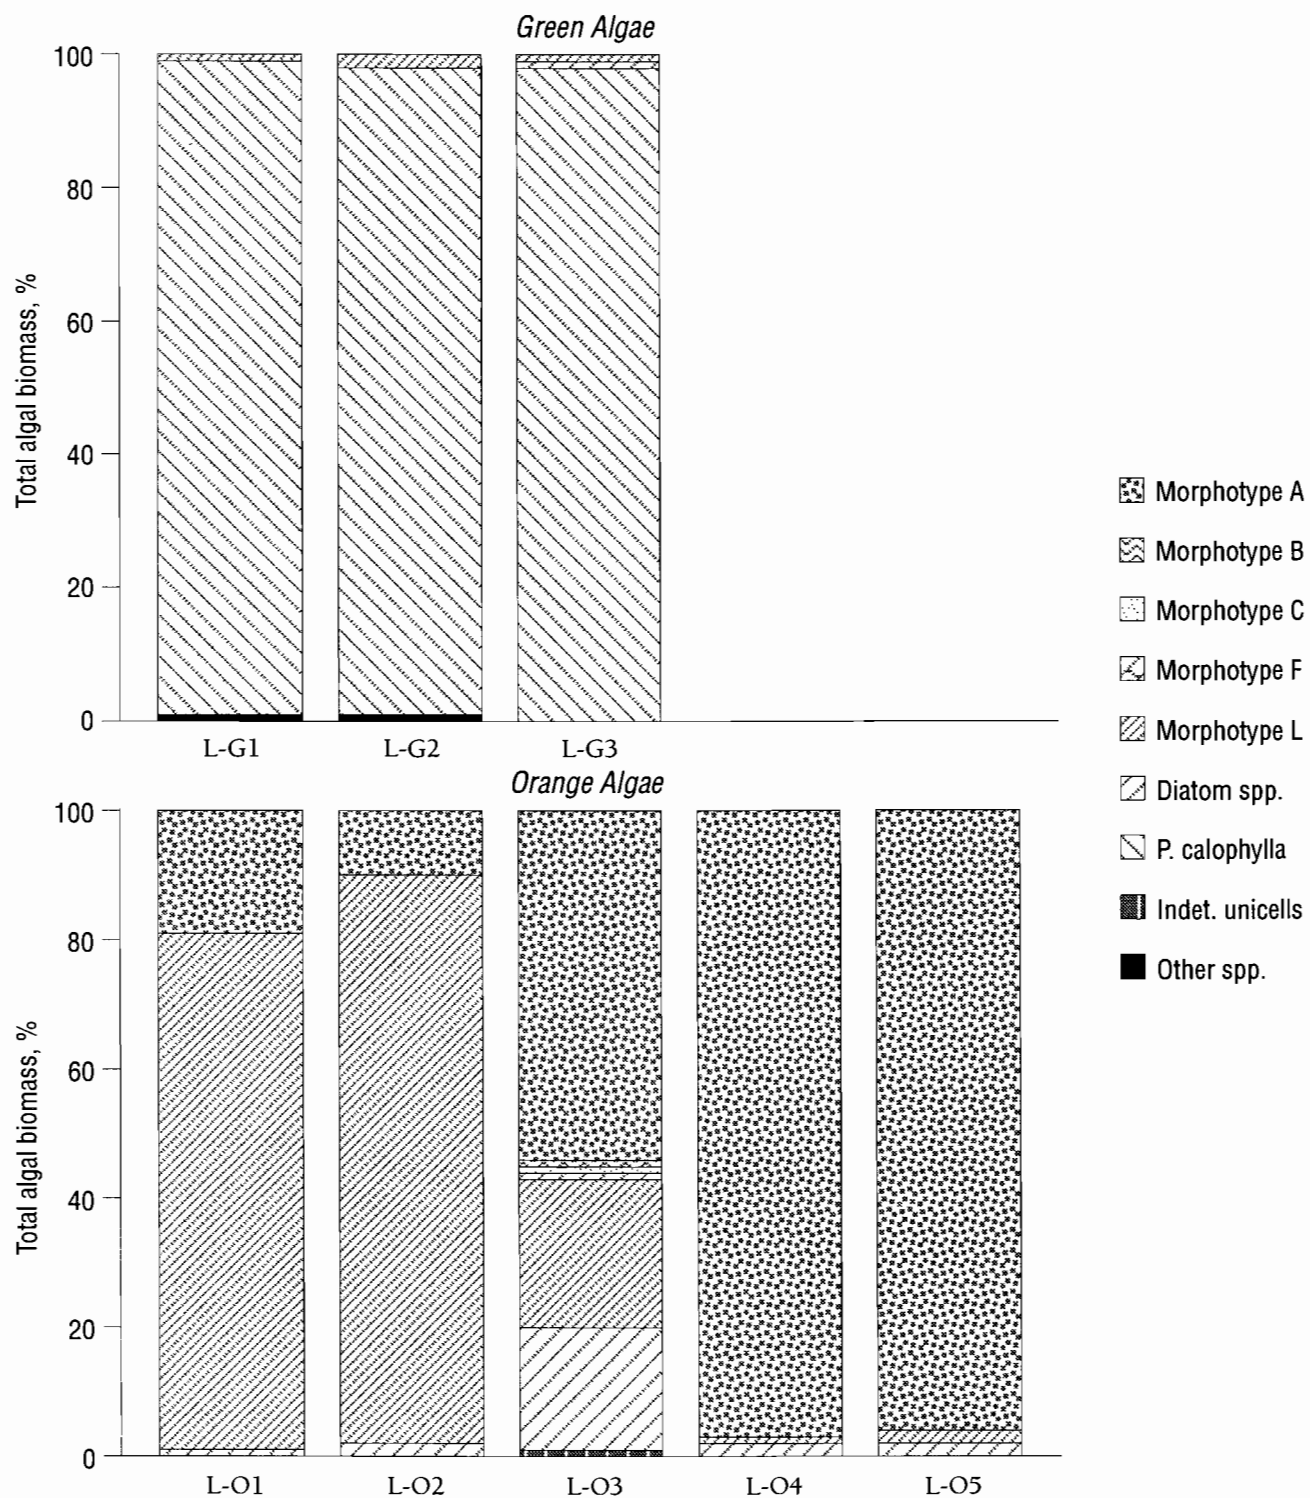 Green Algae
100
80
60
40
20
0
Total algal biomass, %
L-G1 L-G2 L-G3
Orange Algae
100
80
60
40
20
0
Total algal biomass, %
L-O1 L-O2 L-O3 L-O4 L-O5
Morphotype A
Morphotype B
Morphotype C
Morphotype F
Morphotype L
Diatom spp.
P. calophylla
Indet. unicells
Other spp.